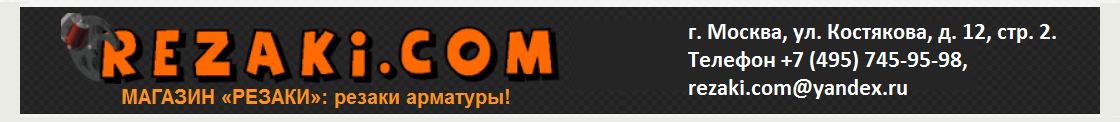 REZAKi.COM
МАГАЗИН «РЕЗАКИ»: резаки арматуры!
г. Москва, ул. Костякова, д. 12, стр. 2.
Телефон +7 (495) 745-95-98,
rezaki.com@yandex.ru